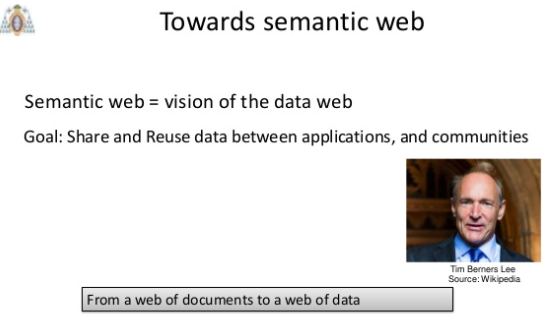 Towards semantic web
Semantic web = vision of the data web
Goal: Share and Reuse data between applications, and communities
Tim Berners Lee
Source: Wikipedia
From a web of documents to a web of data